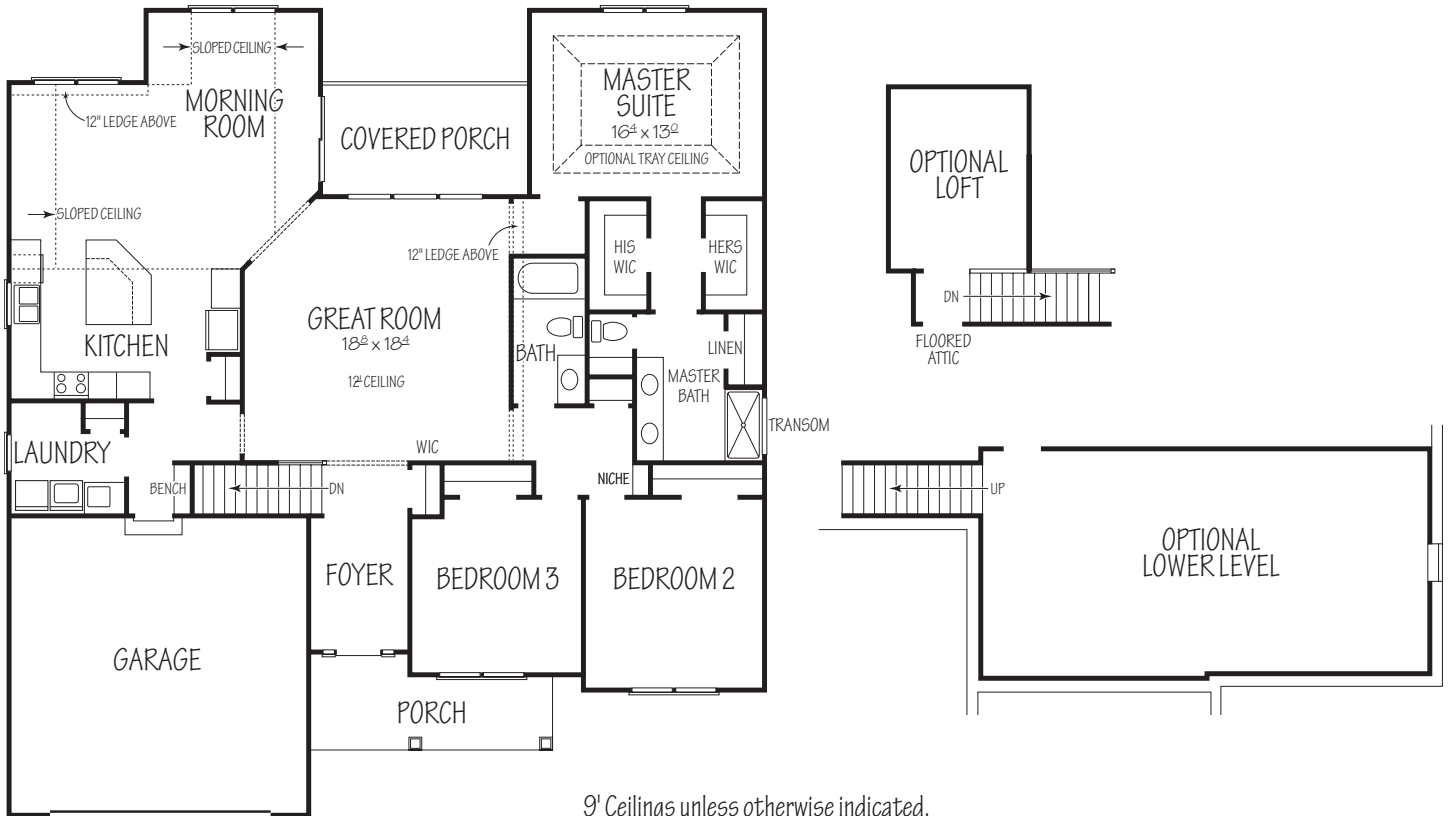 SLOPED CEILING
MORNING
ROOM
12" LEDGE ABOVE
COVERED PORCH
MASTER
SUITE
16⁴ x 13⁰
OPTIONAL TRAY CEILING
OPTIONAL
LOFT
SLOPED CEILING
12" LEDGE ABOVE
HIS
WIC
HERS
WIC
DN
GREAT ROOM
18⁸ x 18⁴
12' CEILING
KITCHEN
BATH
LINEN
MASTER
BATH
FLOORED
ATTIC
TRANSOM
LAUNDRY
WIC
BENCH
DN
NICHE
UP
FOYER
BEDROOM 3
BEDROOM 2
OPTIONAL
LOWER LEVEL
GARAGE
PORCH
9' Ceilings unless otherwise indicated.